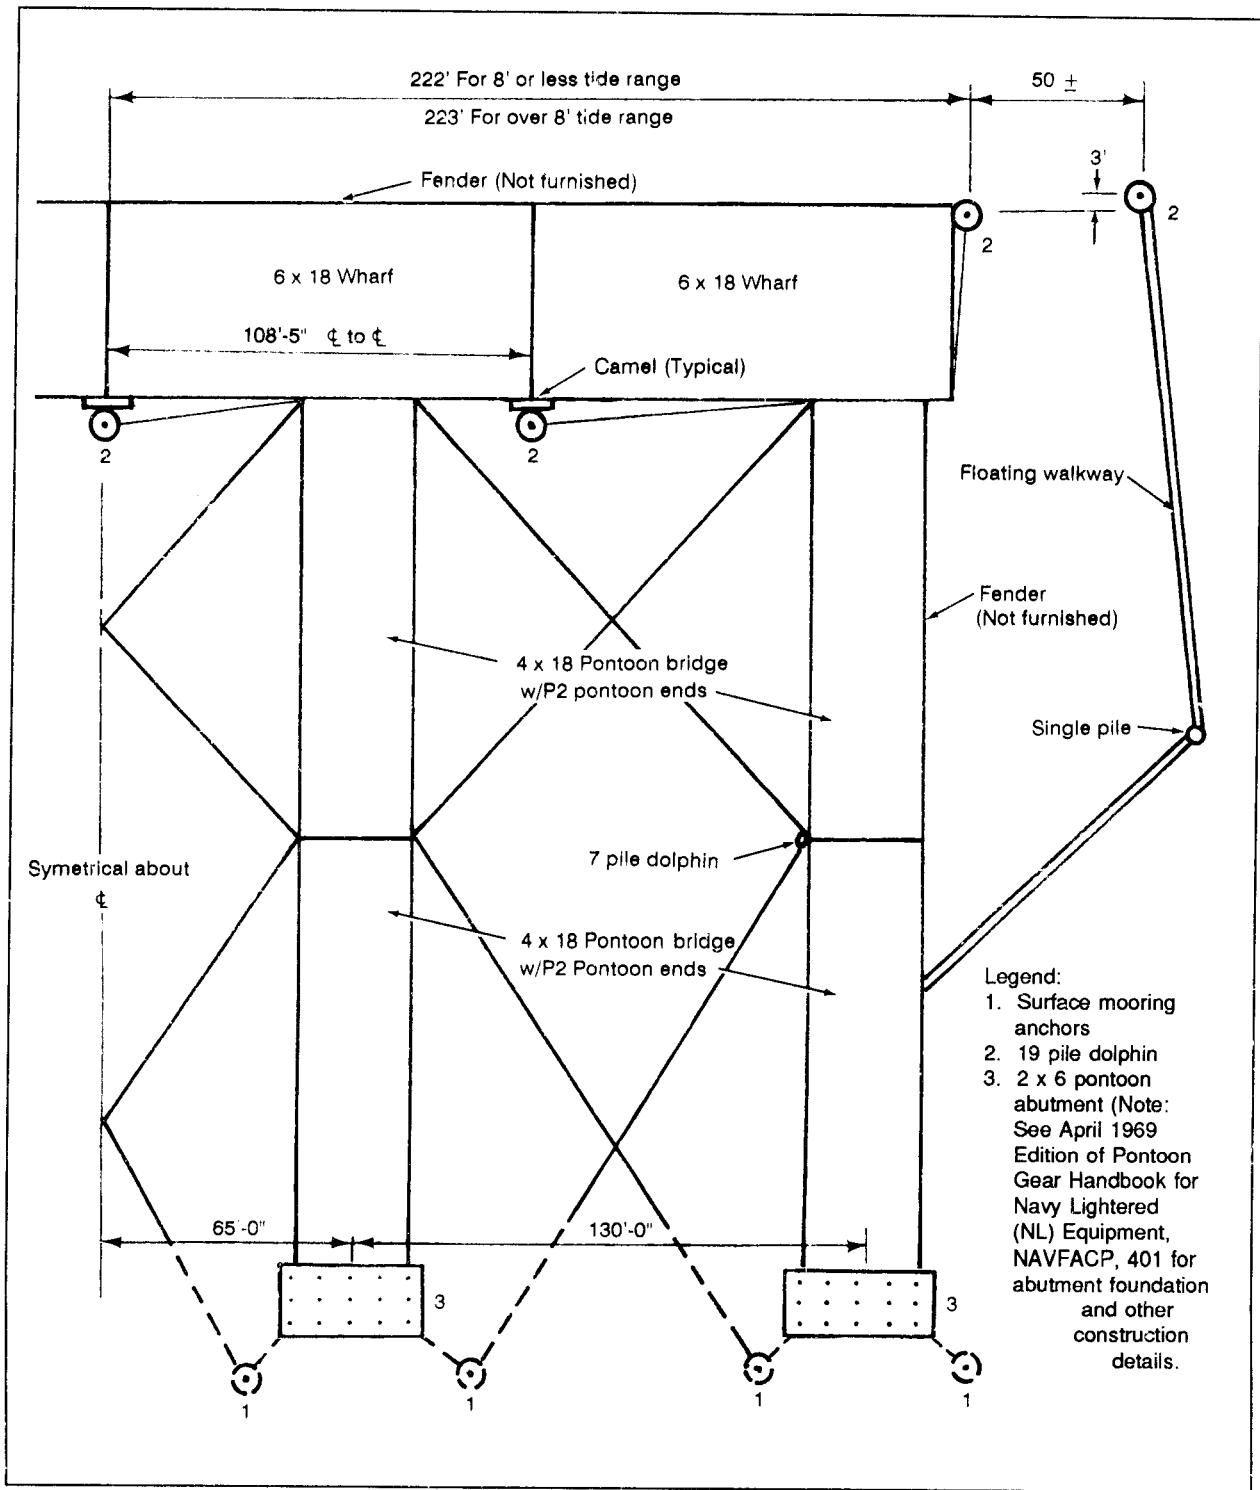 222' For 8' or less tide range
50 ±
223' For over 8' tide range
3'
Fender (Not furnished)
2
2
6 x 18 Wharf
6 x 18 Wharf
108'-5" ℄ to ℄
Camel (Typical)
2
2
Floating walkway
Fender
(Not furnished)
4 x 18 Pontoon bridge
w/P2 pontoon ends
Single pile
7 pile dolphin
Symetrical about
℄
4 x 18 Pontoon bridge
w/P2 Pontoon ends
Legend:
1. Surface mooring
anchors
2. 19 pile dolphin
3. 2 x 6 pontoon
abutment (Note:
See April 1969
Edition of Pontoon
Gear Handbook for
Navy Lightered
(NL) Equipment,
NAVFACP, 401 for
abutment foundation
and other
construction
details.
65'-0"
130'-0"
3
3
1
1
1
1